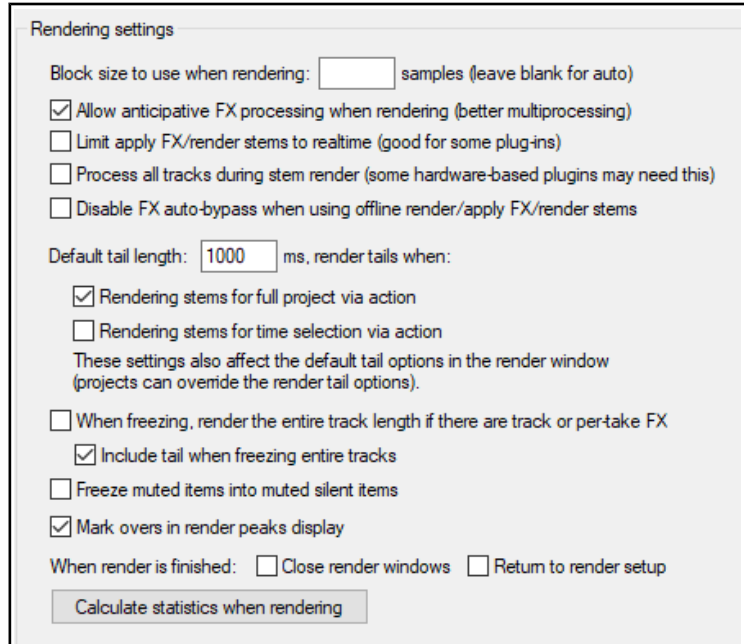 Rendering settings
Block size to use when rendering: samples (leave blank for auto)
Allow anticipative FX processing when rendering (better multiprocessing)
Limit apply FX/render stems to realtime (good for some plug-ins)
Process all tracks during stem render (some hardware-based plugins may need this)
Disable FX auto-bypass when using offline render/apply FX/render stems
Default tail length: 1000 ms, render tails when:
Rendering stems for full project via action
Rendering stems for time selection via action
These settings also affect the default tail options in the render window
(projects can override the render tail options).
When freezing, render the entire track length if there are track or per-take FX
Include tail when freezing entire tracks
Freeze muted items into muted silent items
Mark overs in render peaks display
When render is finished: Close render windows Return to render setup
Calculate statistics when rendering